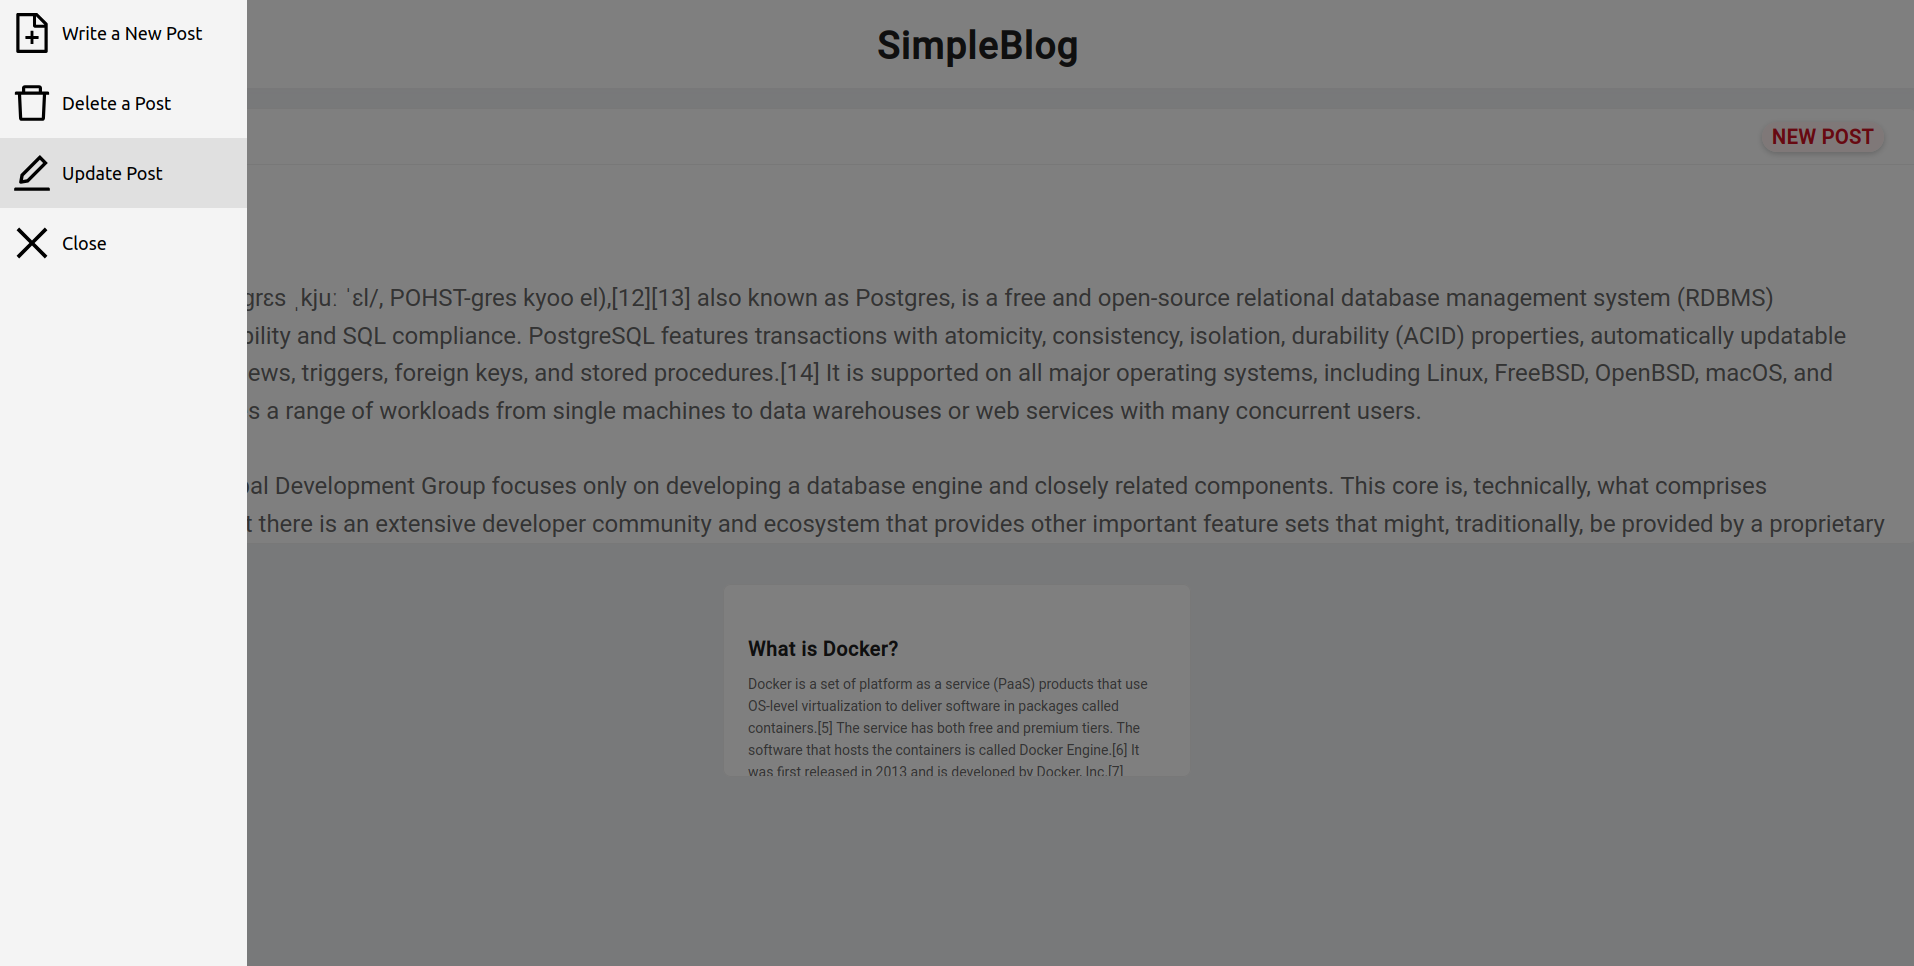 Write a New Post
Delete a Post
Update Post
Close
SimpleBlog
NEW POST
ˌkjuː ˈɛl/, POHST-gres kyoo el),[12][13] also known as Postgres, is a free and open-source relational database management system (RDBMS)
and SQL compliance. PostgreSQL features transactions with atomicity, consistency, isolation, durability (ACID) properties, automatically updatable
triggers, foreign keys, and stored procedures.[14] It is supported on all major operating systems, including Linux, FreeBSD, OpenBSD, macOS, and
a range of workloads from single machines to data warehouses or web services with many concurrent users.
Development Group focuses only on developing a database engine and closely related components. This core is, technically, what comprises
there is an extensive developer community and ecosystem that provides other important feature sets that might, traditionally, be provided by a proprietary
What is Docker?
Docker is a set of platform as a service (PaaS) products that use
OS-level virtualization to deliver software in packages called
containers.[5] The service has both free and premium tiers. The
software that hosts the containers is called Docker Engine.[6] It
was first released in 2013 and is developed by Docker, Inc.[7]